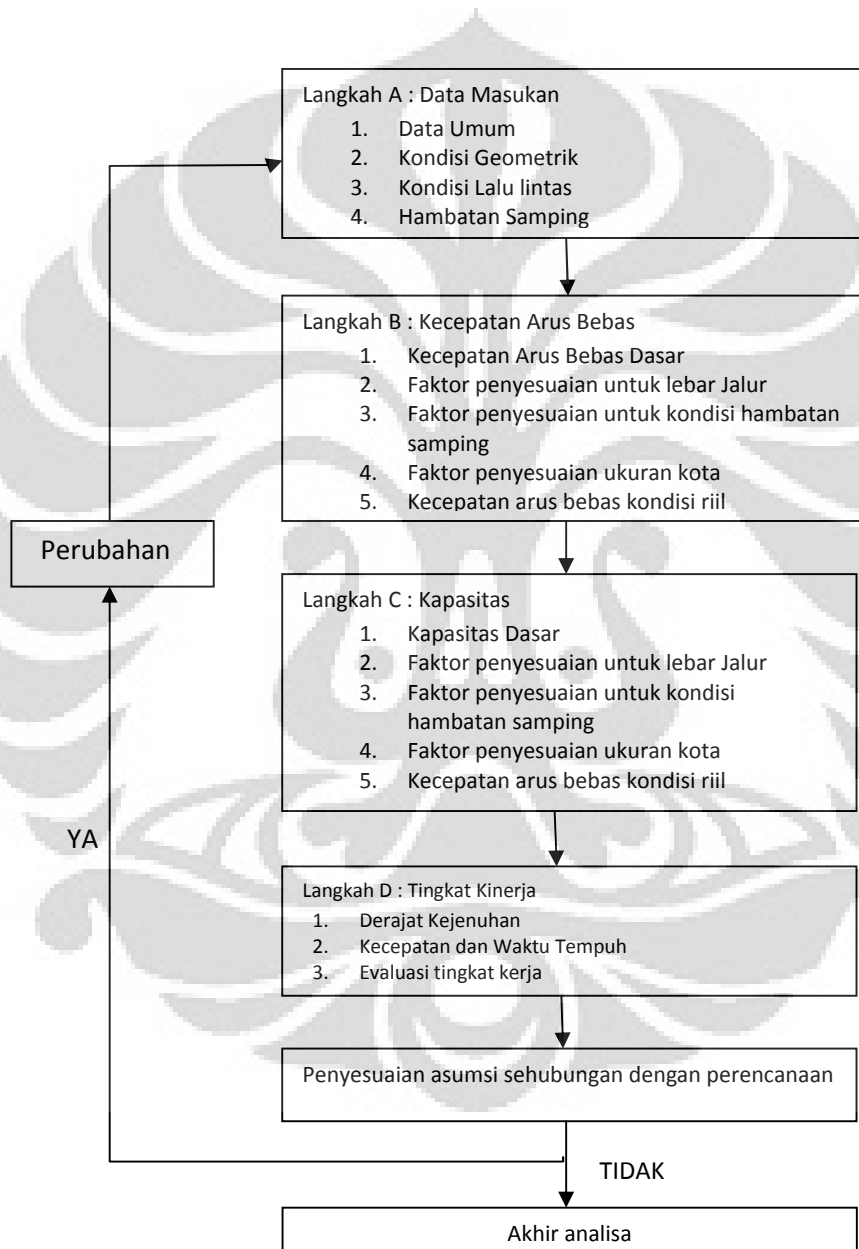 Langkah A : Data Masukan
1. Data Umum
2. Kondisi Geometrik
3. Kondisi Lalu lintas
4. Hambatan Samping
Langkah B : Kecepatan Arus Bebas
1. Kecepatan Arus Bebas Dasar
2. Faktor penyesuaian untuk lebar Jalur
3. Faktor penyesuaian untuk kondisi hambatan
samping
4. Faktor penyesuaian ukuran kota
5. Kecepatan arus bebas kondisi riil
Perubahan
Langkah C : Kapasitas
1. Kapasitas Dasar
2. Faktor penyesuaian untuk lebar Jalur
3. Faktor penyesuaian untuk kondisi
hambatan samping
4. Faktor penyesuaian ukuran kota
5. Kecepatan arus bebas kondisi riil
YA
Langkah D : Tingkat Kinerja
1. Derajat Kejenuhan
2. Kecepatan dan Waktu Tempuh
3. Evaluasi tingkat kerja
Penyesuaian asumsi sehubungan dengan perencanaan
TIDAK
Akhir analisa